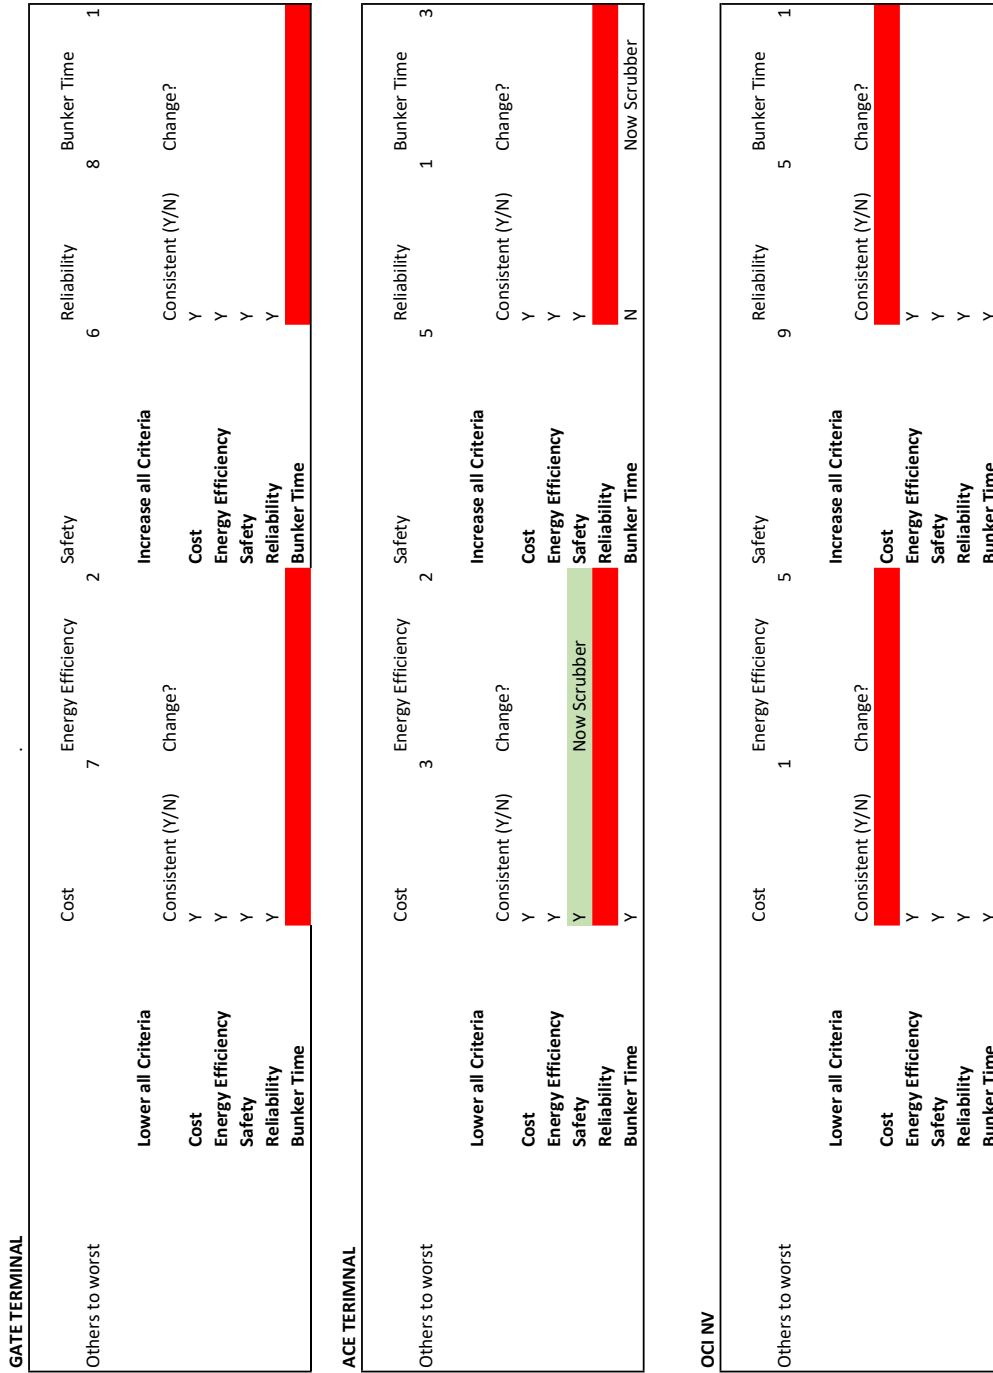 .
GATE TERMINAL
Cost Energy Efficiency Safety Reliability Bunker Time
Others to worst 7 2 6 8 1
Lower all Criteria Increase all Criteria
Consistent (Y/N) Change? Consistent (Y/N) Change?
Cost Y Cost Y
Energy Efficiency Y Energy Efficiency Y
Safety Y Safety Y
Reliability Y Reliability Y
Bunker Time Bunker Time
ACE TERIMNAL
Cost Energy Efficiency Safety Reliability Bunker Time
Others to worst 3 2 5 1 3
Lower all Criteria Increase all Criteria
Consistent (Y/N) Change? Consistent (Y/N) Change?
Cost Y Cost Y
Energy Efficiency Y Energy Efficiency Y
Safety Y Now Scrubber Safety Y
Reliability Reliability
Bunker Time Y Bunker Time N Now Scrubber
OCI NV
Cost Energy Efficiency Safety Reliability Bunker Time
Others to worst 1 5 9 5 1
Lower all Criteria Increase all Criteria
Consistent (Y/N) Change? Consistent (Y/N) Change?
Cost Cost
Energy Efficiency Y Energy Efficiency Y
Safety Y Safety Y
Reliability Y Reliability Y
Bunker Time Y Bunker Time Y